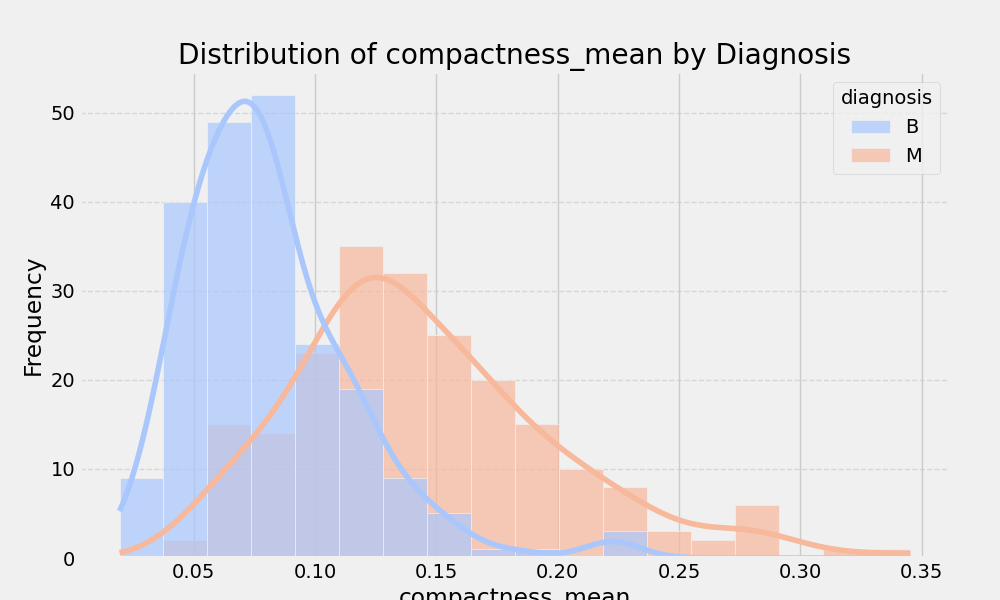 Distribution of compactness_mean by Diagnosis
diagnosis
B
M
Frequency
50
40
30
20
10
0
0.05 0.10 0.15 0.20 0.25 0.30 0.35
compactness_mean